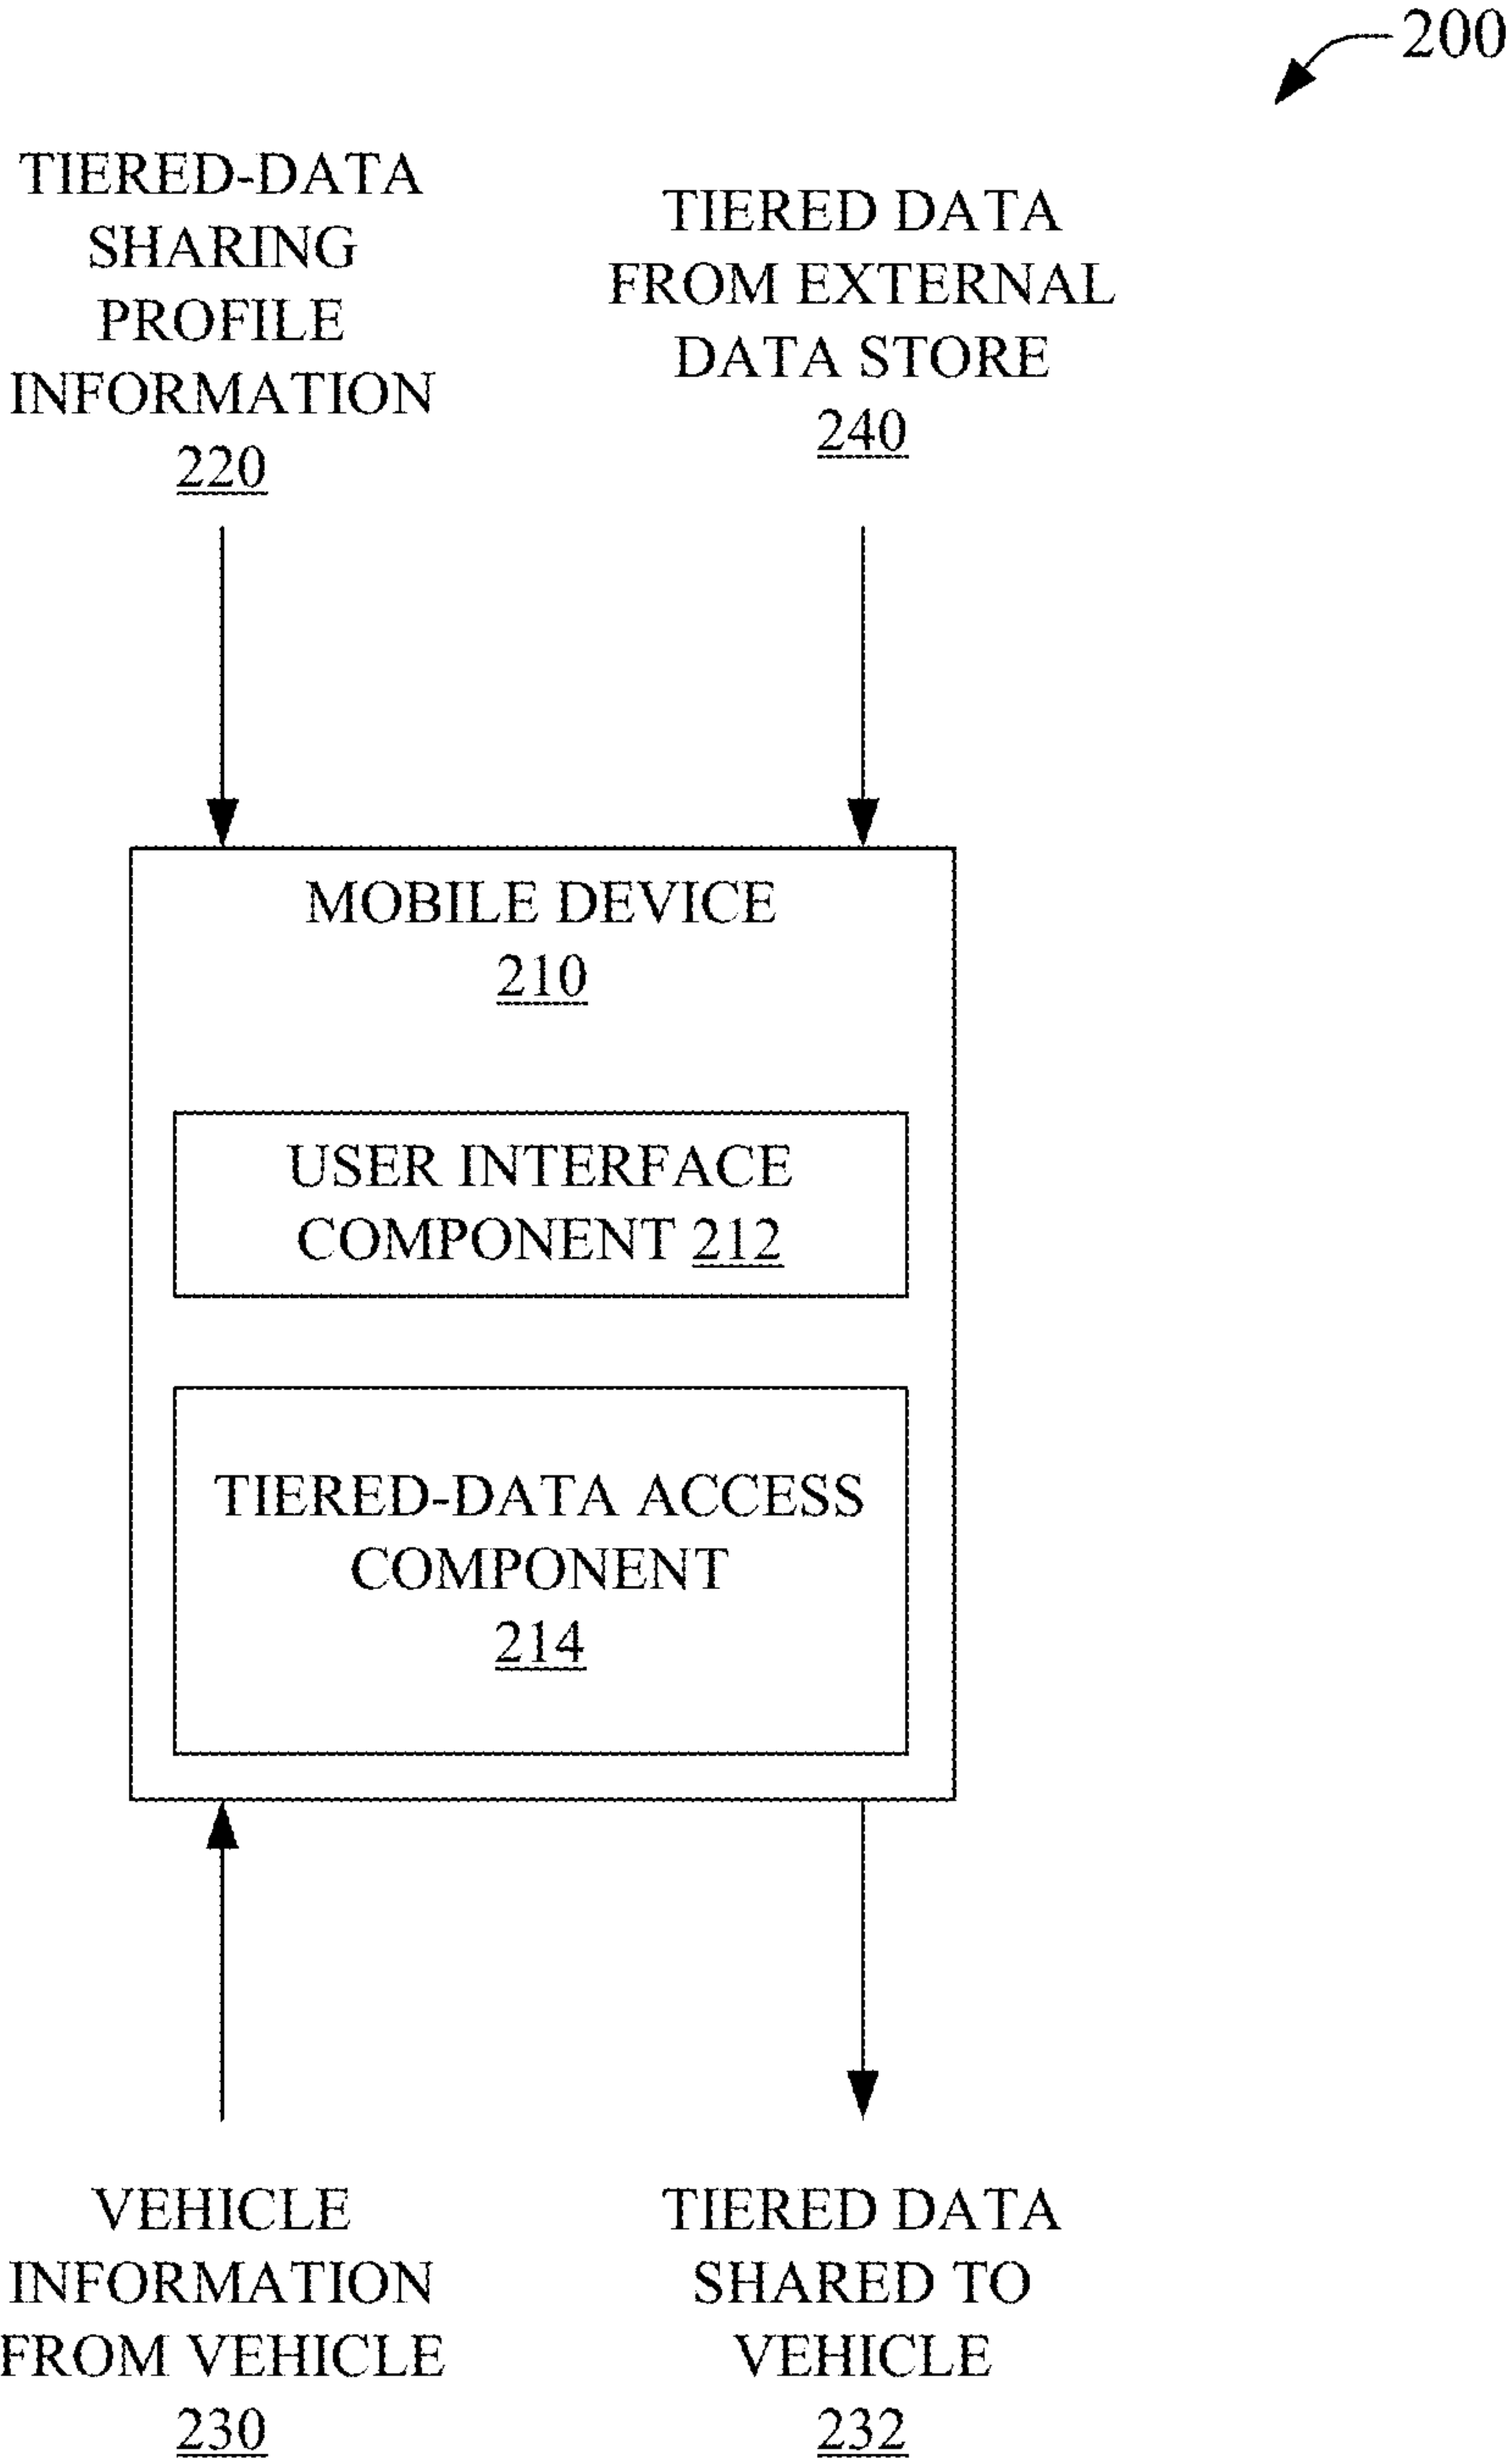 200
TIERED-DATA
SHARING
PROFILE
INFORMATION
220
TIERED DATA
FROM EXTERNAL
DATA STORE
240
MOBILE DEVICE
210
USER INTERFACE
COMPONENT 212
TIERED-DATA ACCESS
COMPONENT
214
VEHICLE
INFORMATION
FROM VEHICLE
230
TIERED DATA
SHARED TO
VEHICLE
232